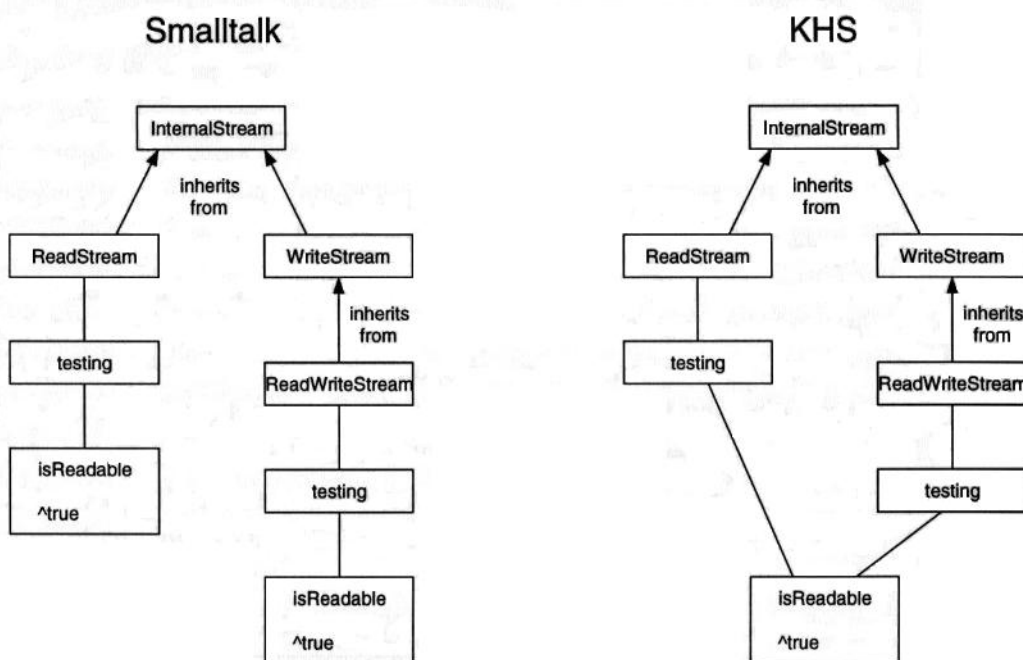 Smalltalk
InternalStream
inherits
from
ReadStream
WriteStream
testing
inherits
from
ReadWriteStream
isReadable
^true
testing
isReadable
^true
KHS
InternalStream
inherits
from
ReadStream
WriteStream
testing
inherits
from
ReadWriteStream
testing
isReadable
^true